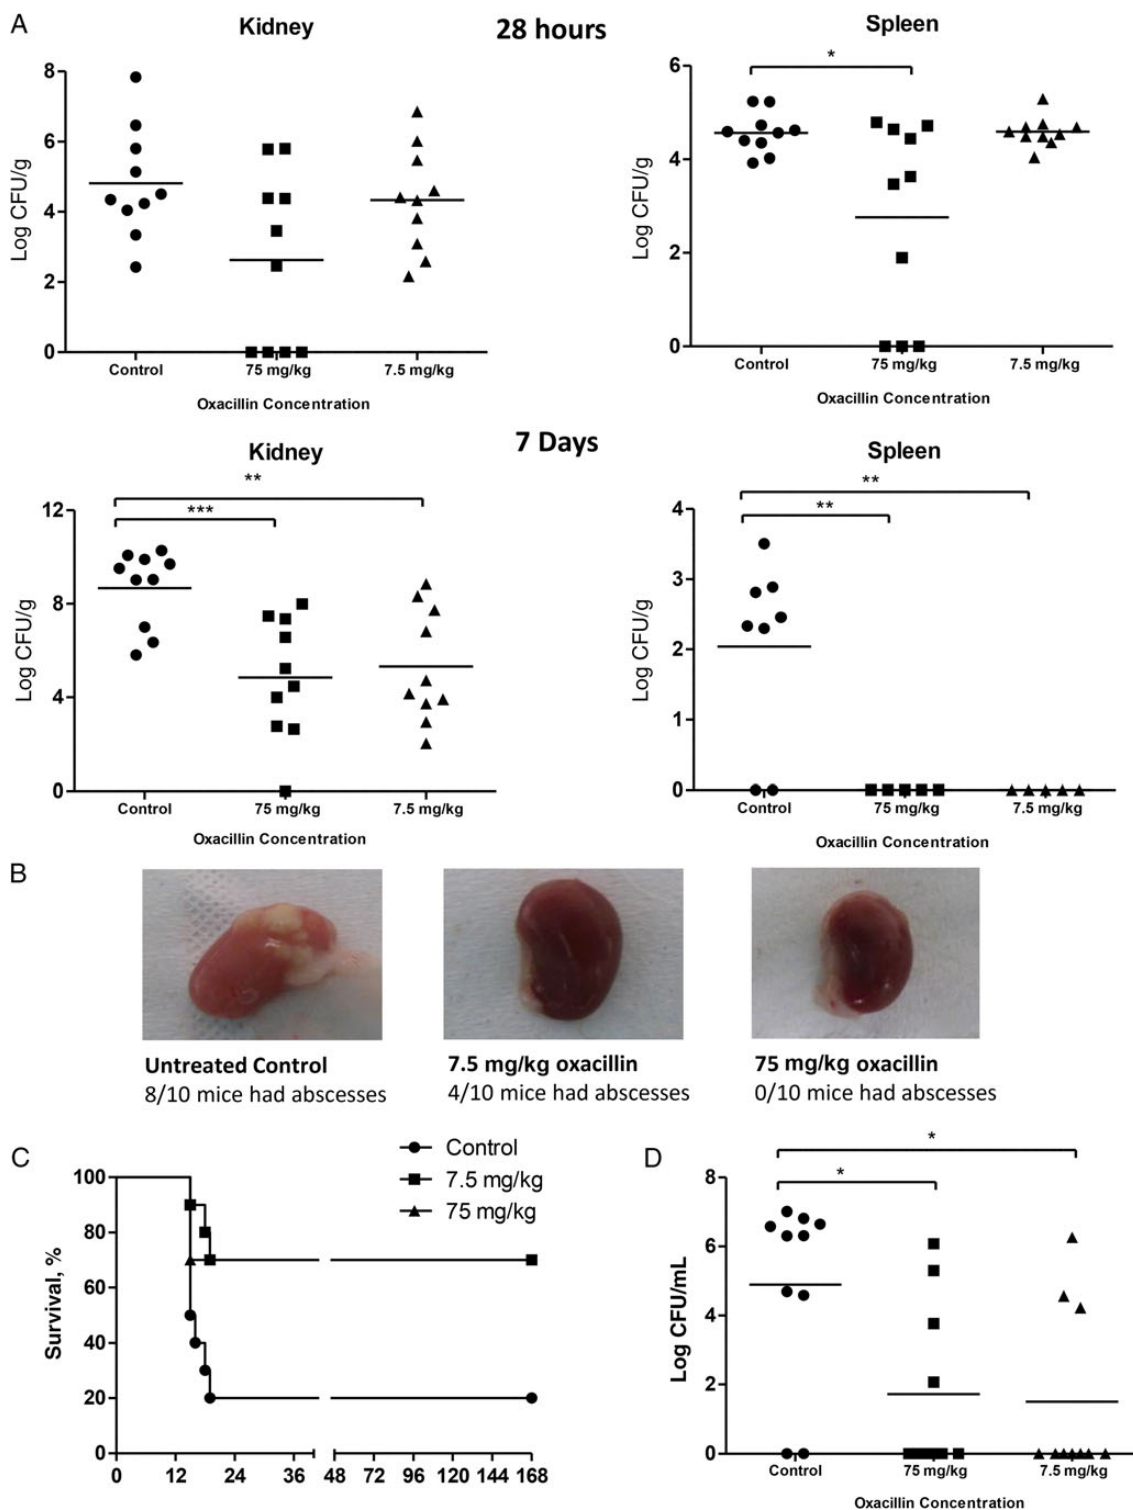 A
Kidney
28 hours
Spleen
*
8
6
4
2
0
Log CFU/g
Control
75 mg/kg
7.5 mg/kg
Oxacillin Concentration
6
4
2
0
Log CFU/g
Control
75 mg/kg
7.5 mg/kg
Oxacillin Concentration
7 Days
Kidney
**
***
12
8
4
0
Log CFU/g
Control
75 mg/kg
7.5 mg/kg
Oxacillin Concentration
Spleen
**
**
4
3
2
1
0
Log CFU/g
Control
75 mg/kg
7.5 mg/kg
Oxacillin Concentration
B
Untreated Control
8/10 mice had abscesses
7.5 mg/kg oxacillin
4/10 mice had abscesses
75 mg/kg oxacillin
0/10 mice had abscesses
C
Control
7.5 mg/kg
75 mg/kg
100
80
60
40
20
0
Survival, %
0 12 24 36 48 72 96 120 144 168
D
*
*
8
6
4
2
0
Log CFU/mL
Control
75 mg/kg
7.5 mg/kg
Oxacillin Concentration